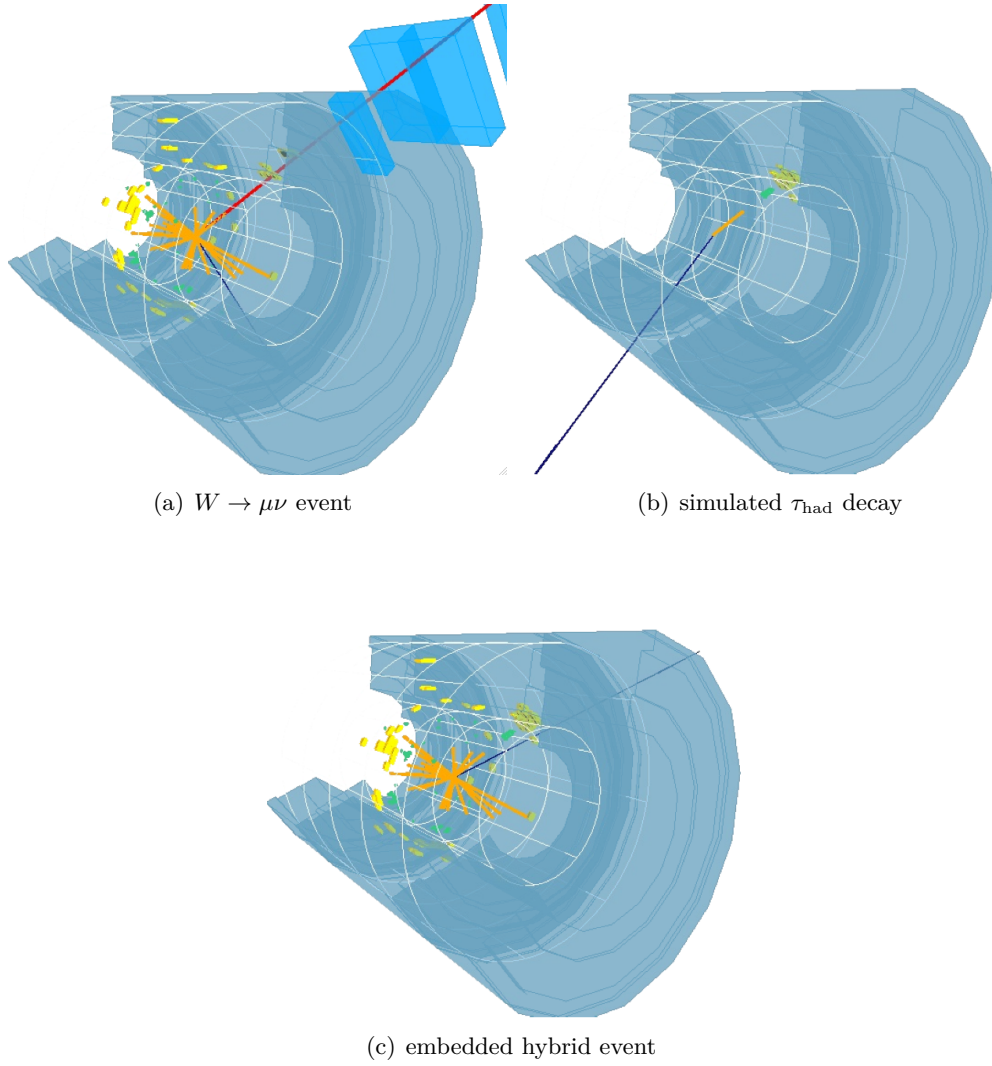 (a) W → μν event
(b) simulated τhad decay
(c) embedded hybrid event